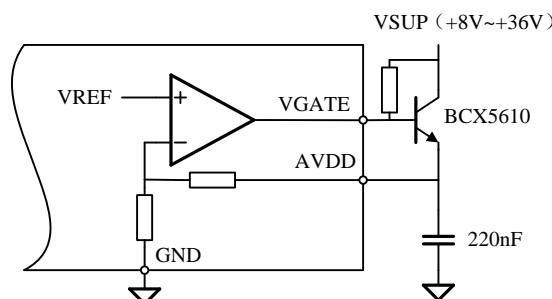 VSUP（+8V~+36V）
VREF
+
VGATE
BCX5610
−
AVDD
GND
220nF